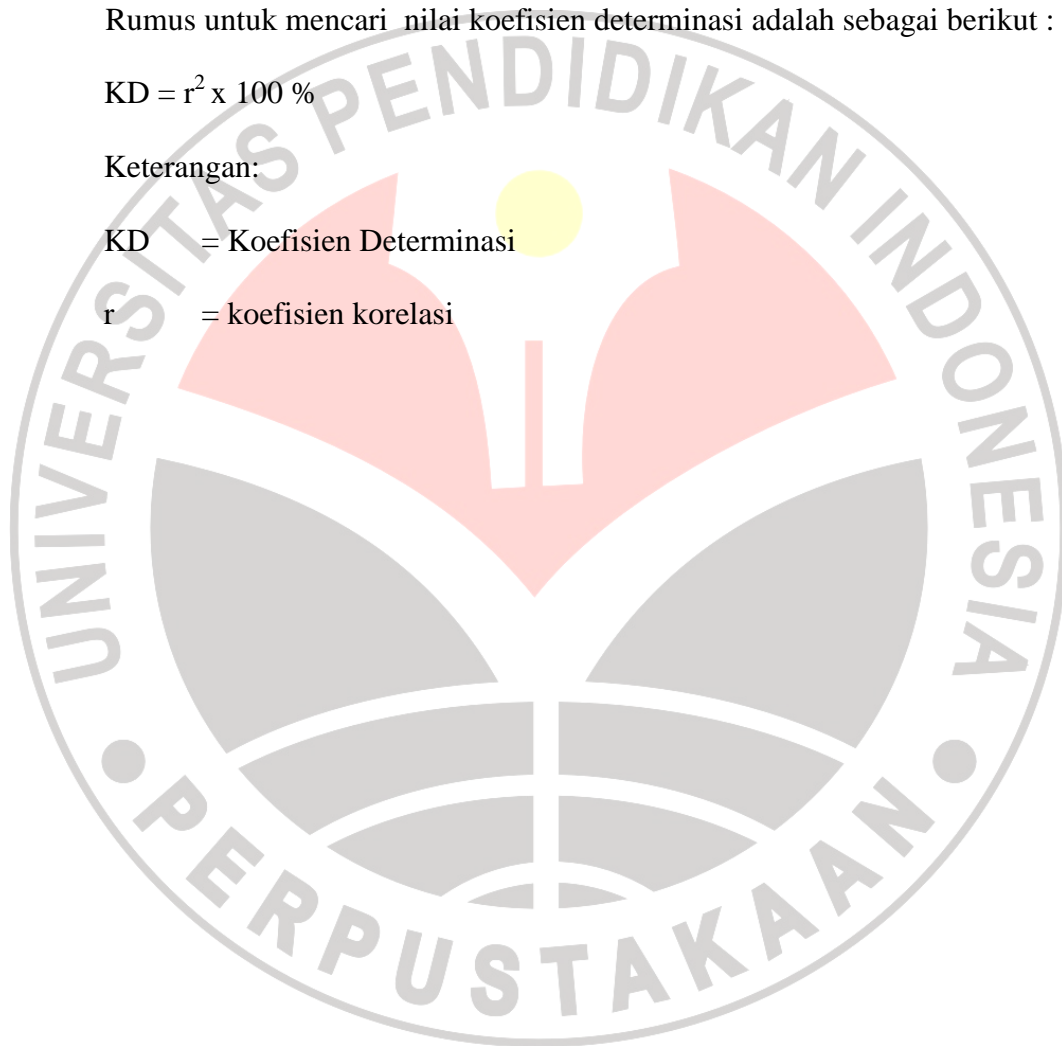 Rumus untuk mencari nilai koefisien determinasi adalah sebagai berikut :
KD = r² x 100 %
Keterangan:
KD = Koefisien Determinasi
r = koefisien korelasi
UNIVERSITAS PENDIDIKAN INDONESIA
PERPUSTAKAAN